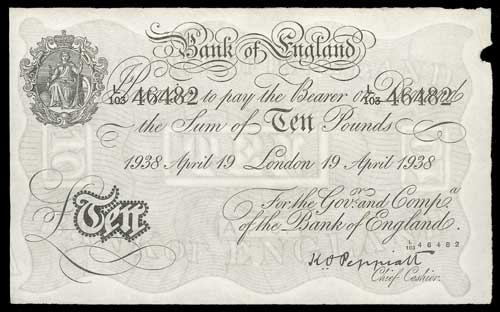 Bank of England
I Promise to pay the Bearer on Demand
L/103 46482 L/103 46482
the Sum of Ten Pounds
1938 April 19 London 19 April 1938
For the Govr. and Compa.
of the Bank of England.
£Ten
L/103 46482
K.O. Peppiatt
Chief Cashier.